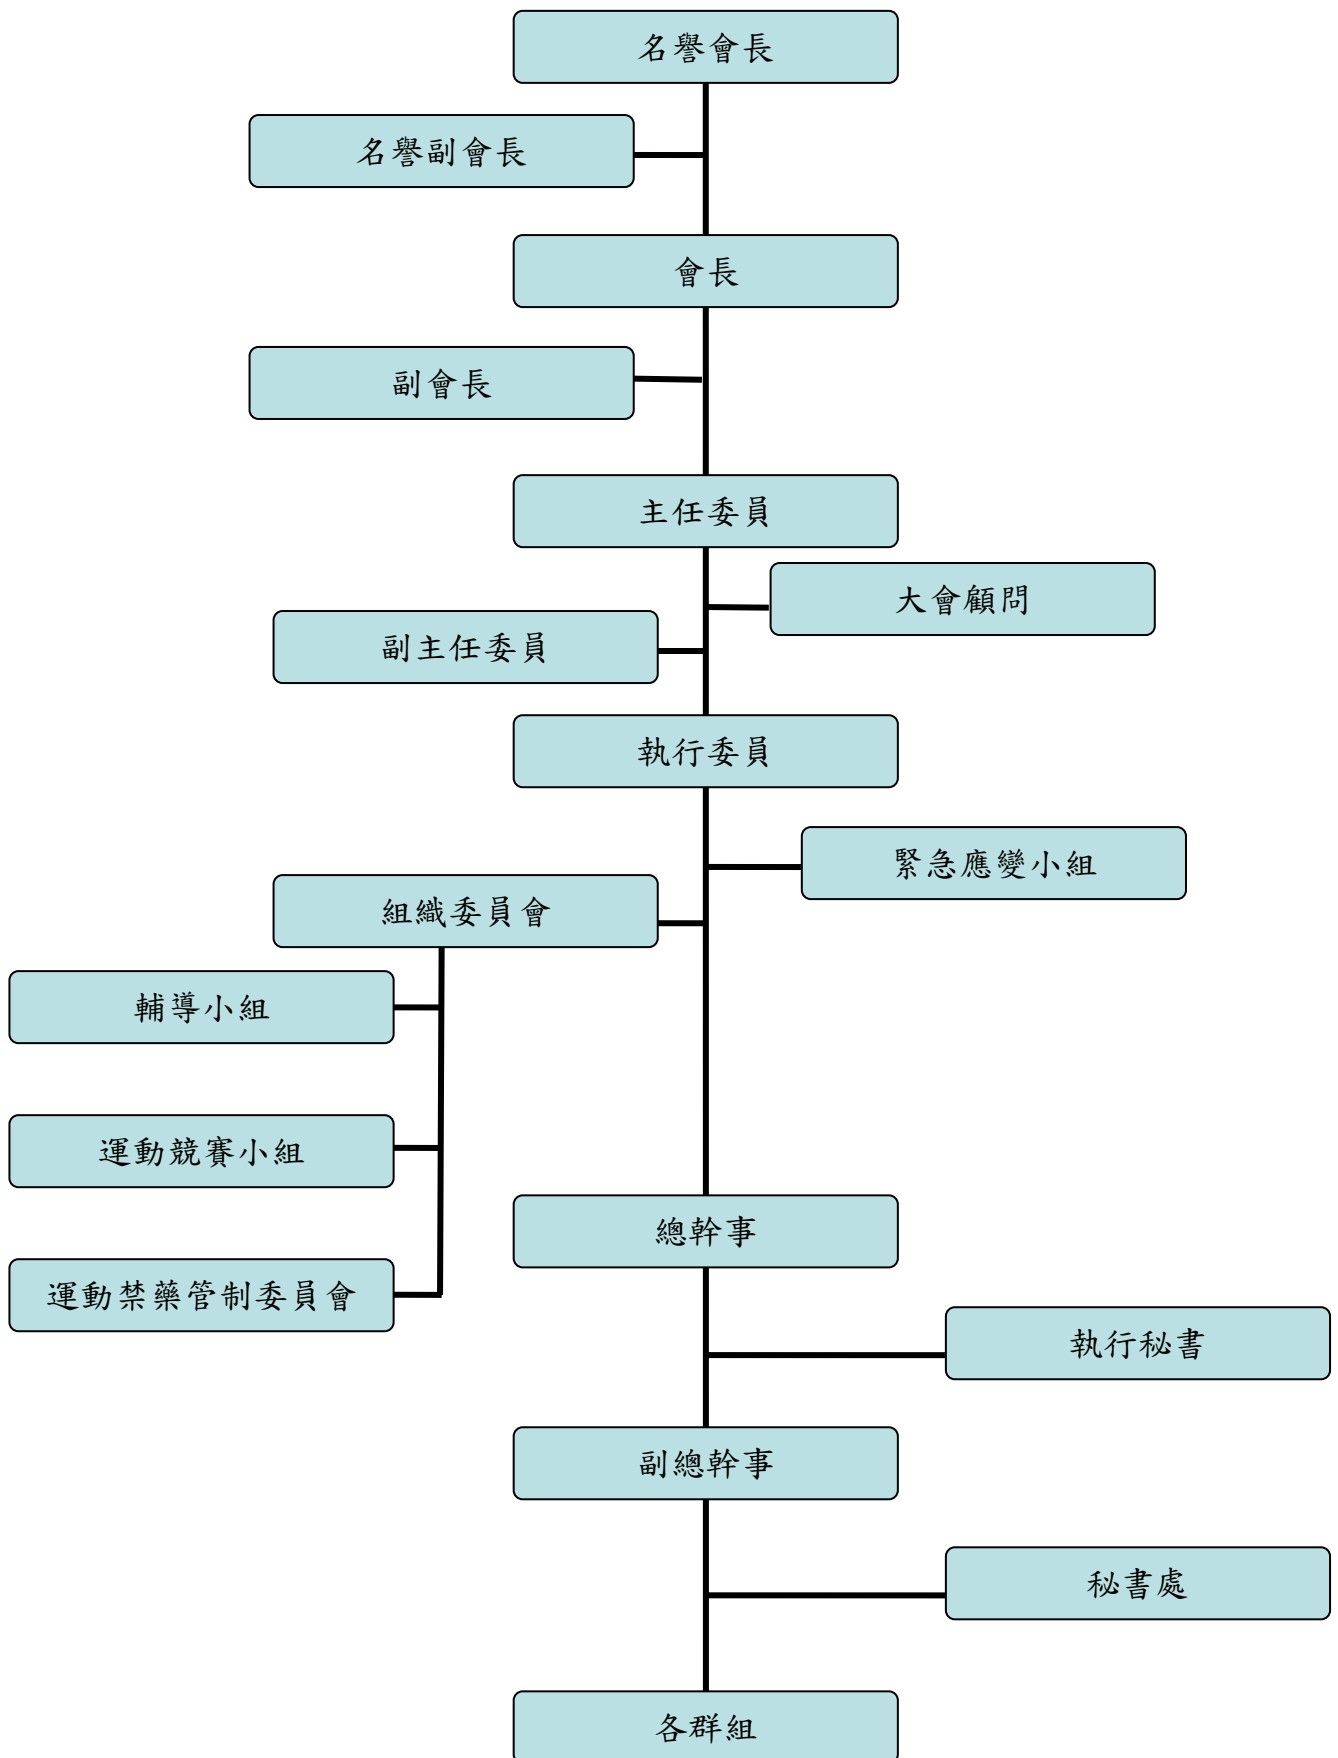 名譽會長
名譽副會長
會長
副會長
主任委員
大會顧問
副主任委員
執行委員
緊急應變小組
組織委員會
輔導小組
運動競賽小組
總幹事
運動禁藥管制委員會
執行秘書
副總幹事
秘書處
各群組